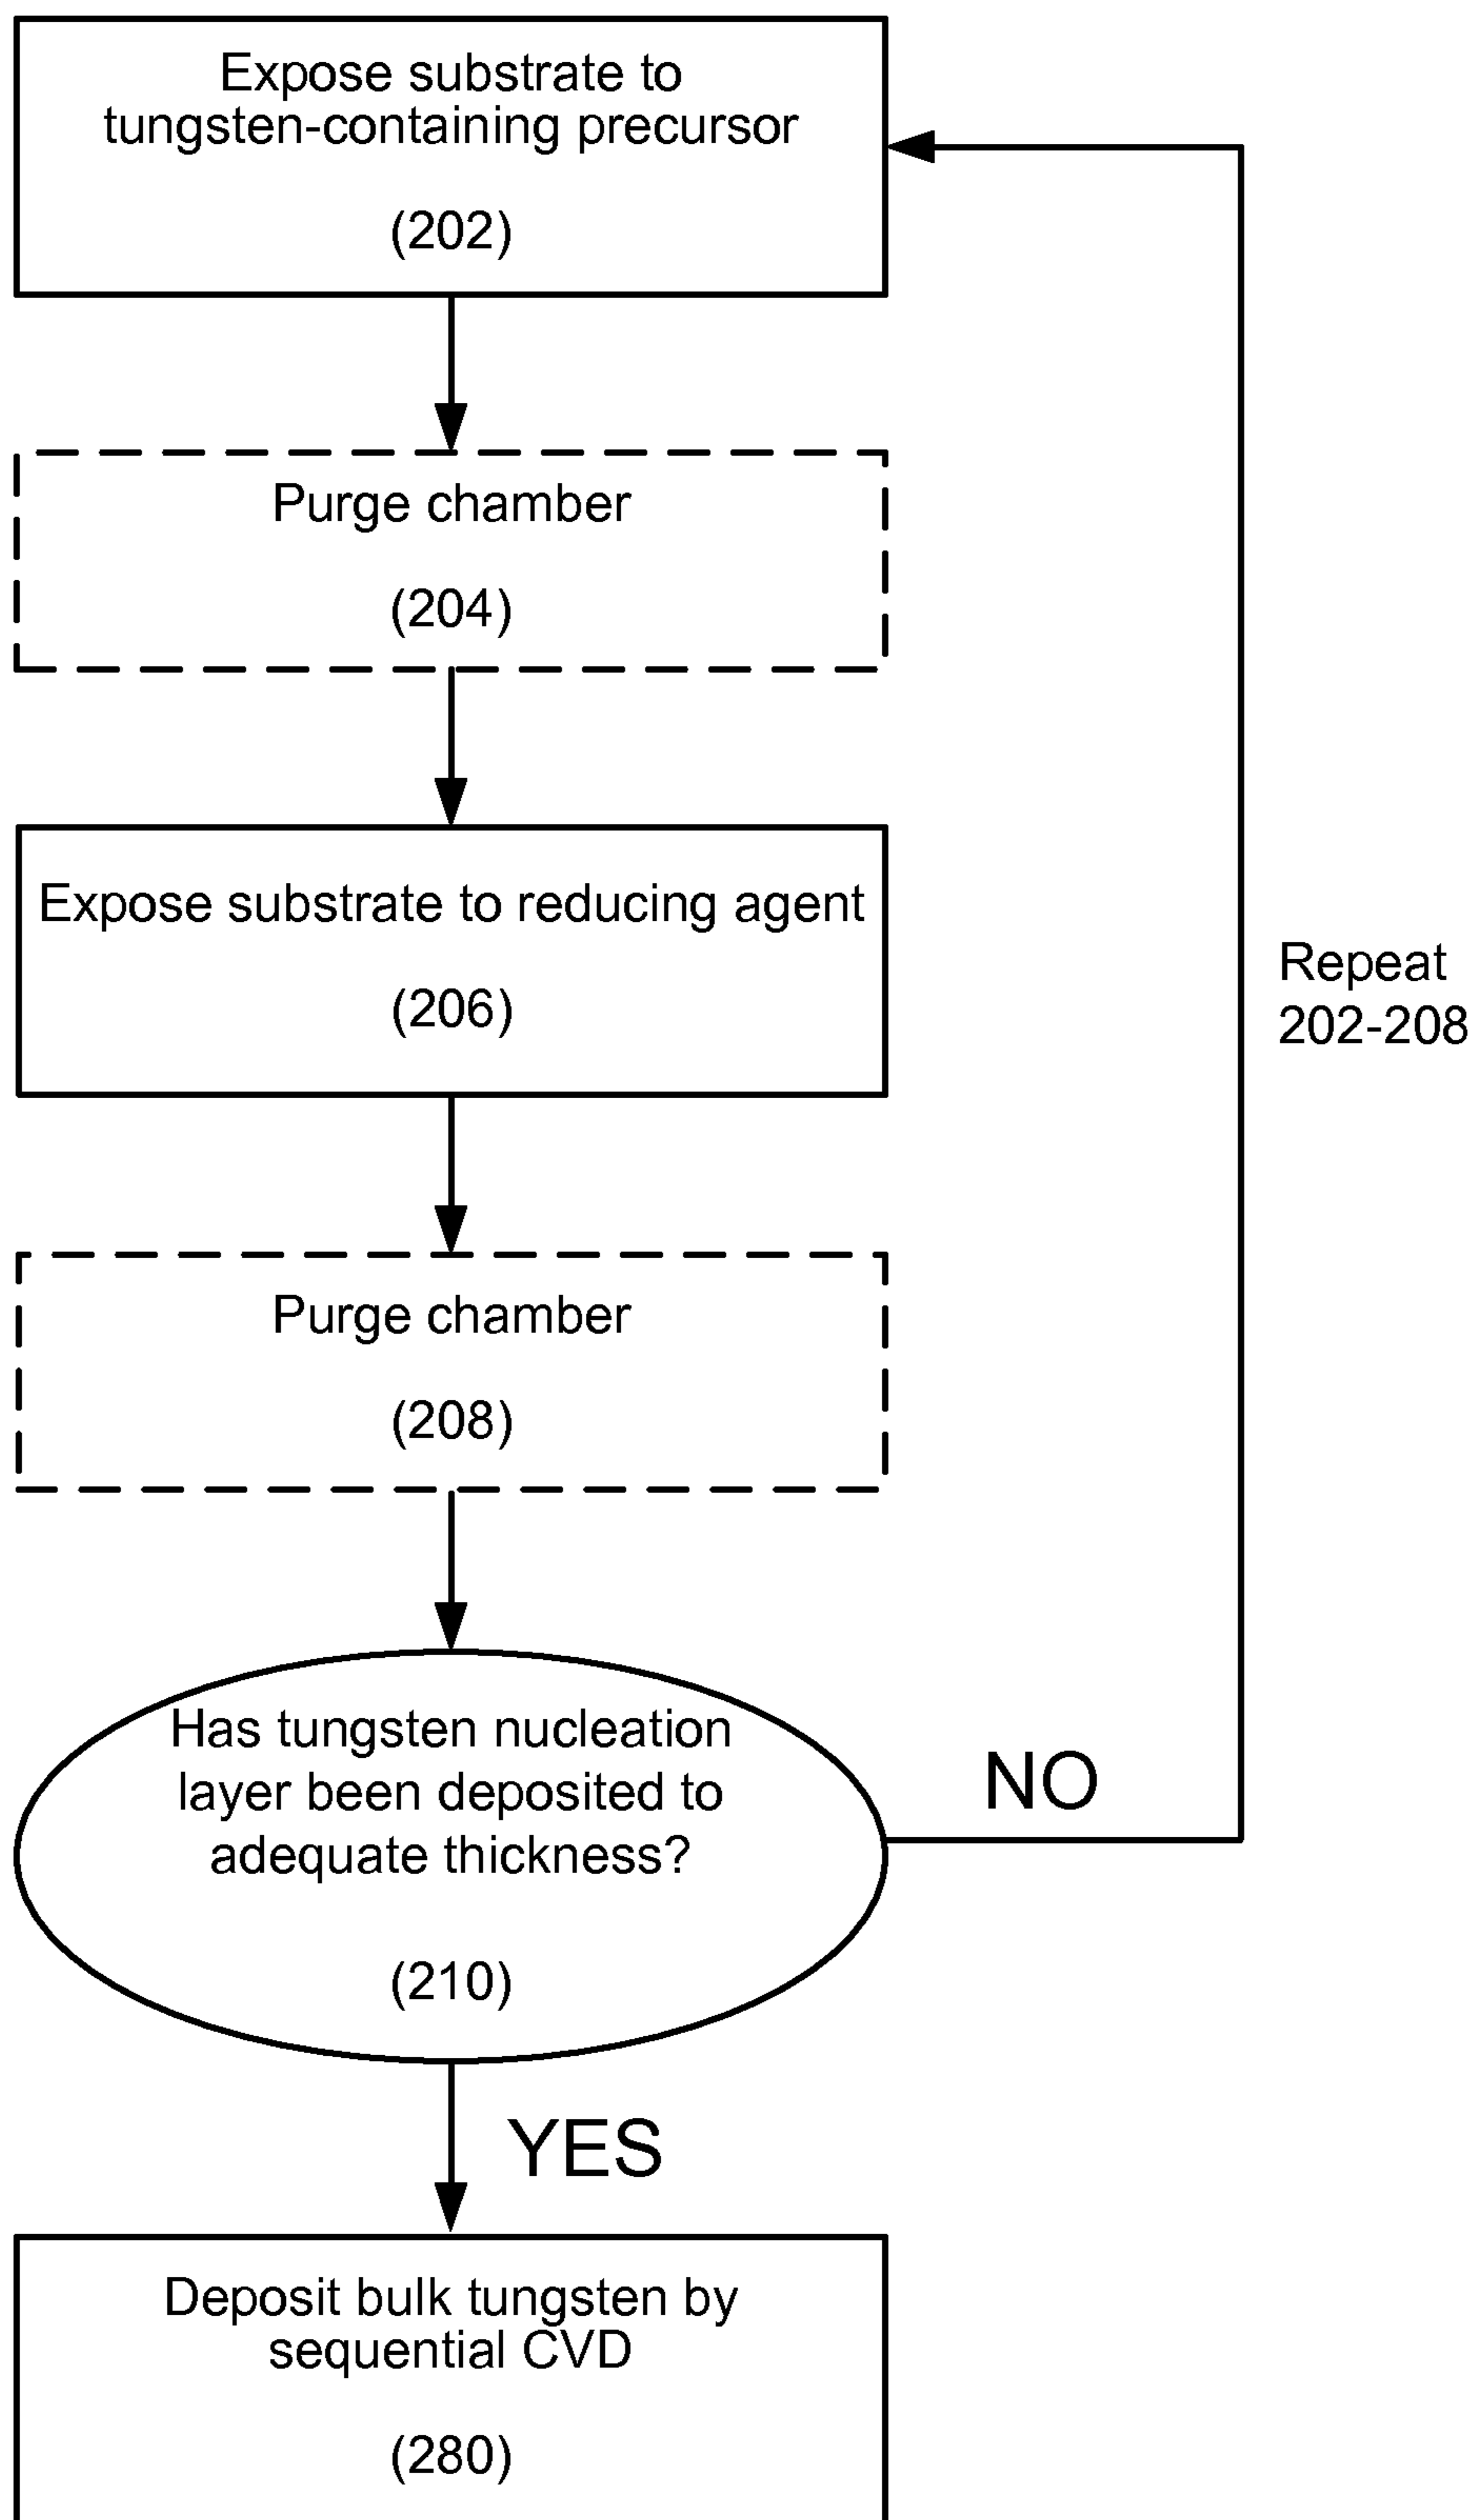 Expose substrate to
tungsten-containing precursor
(202)
Purge chamber
(204)
Expose substrate to reducing agent
(206)
Repeat
202-208
Purge chamber
(208)
Has tungsten nucleation
layer been deposited to
adequate thickness?
(210)
NO
YES
Deposit bulk tungsten by
sequential CVD
(280)